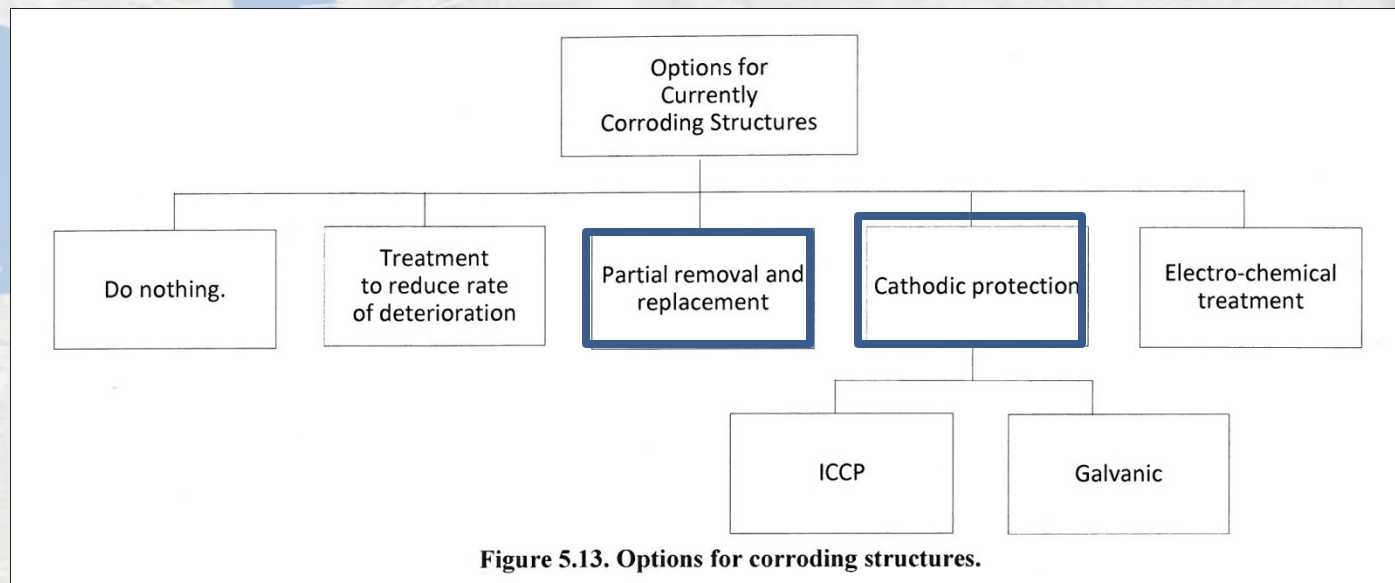 Options for
Currently
Corroding Structures
Do nothing.
Treatment
to reduce rate
of deterioration
Partial removal and
replacement
Cathodic protection
Electro-chemical
treatment
ICCP
Galvanic
Figure 5.13. Options for corroding structures.